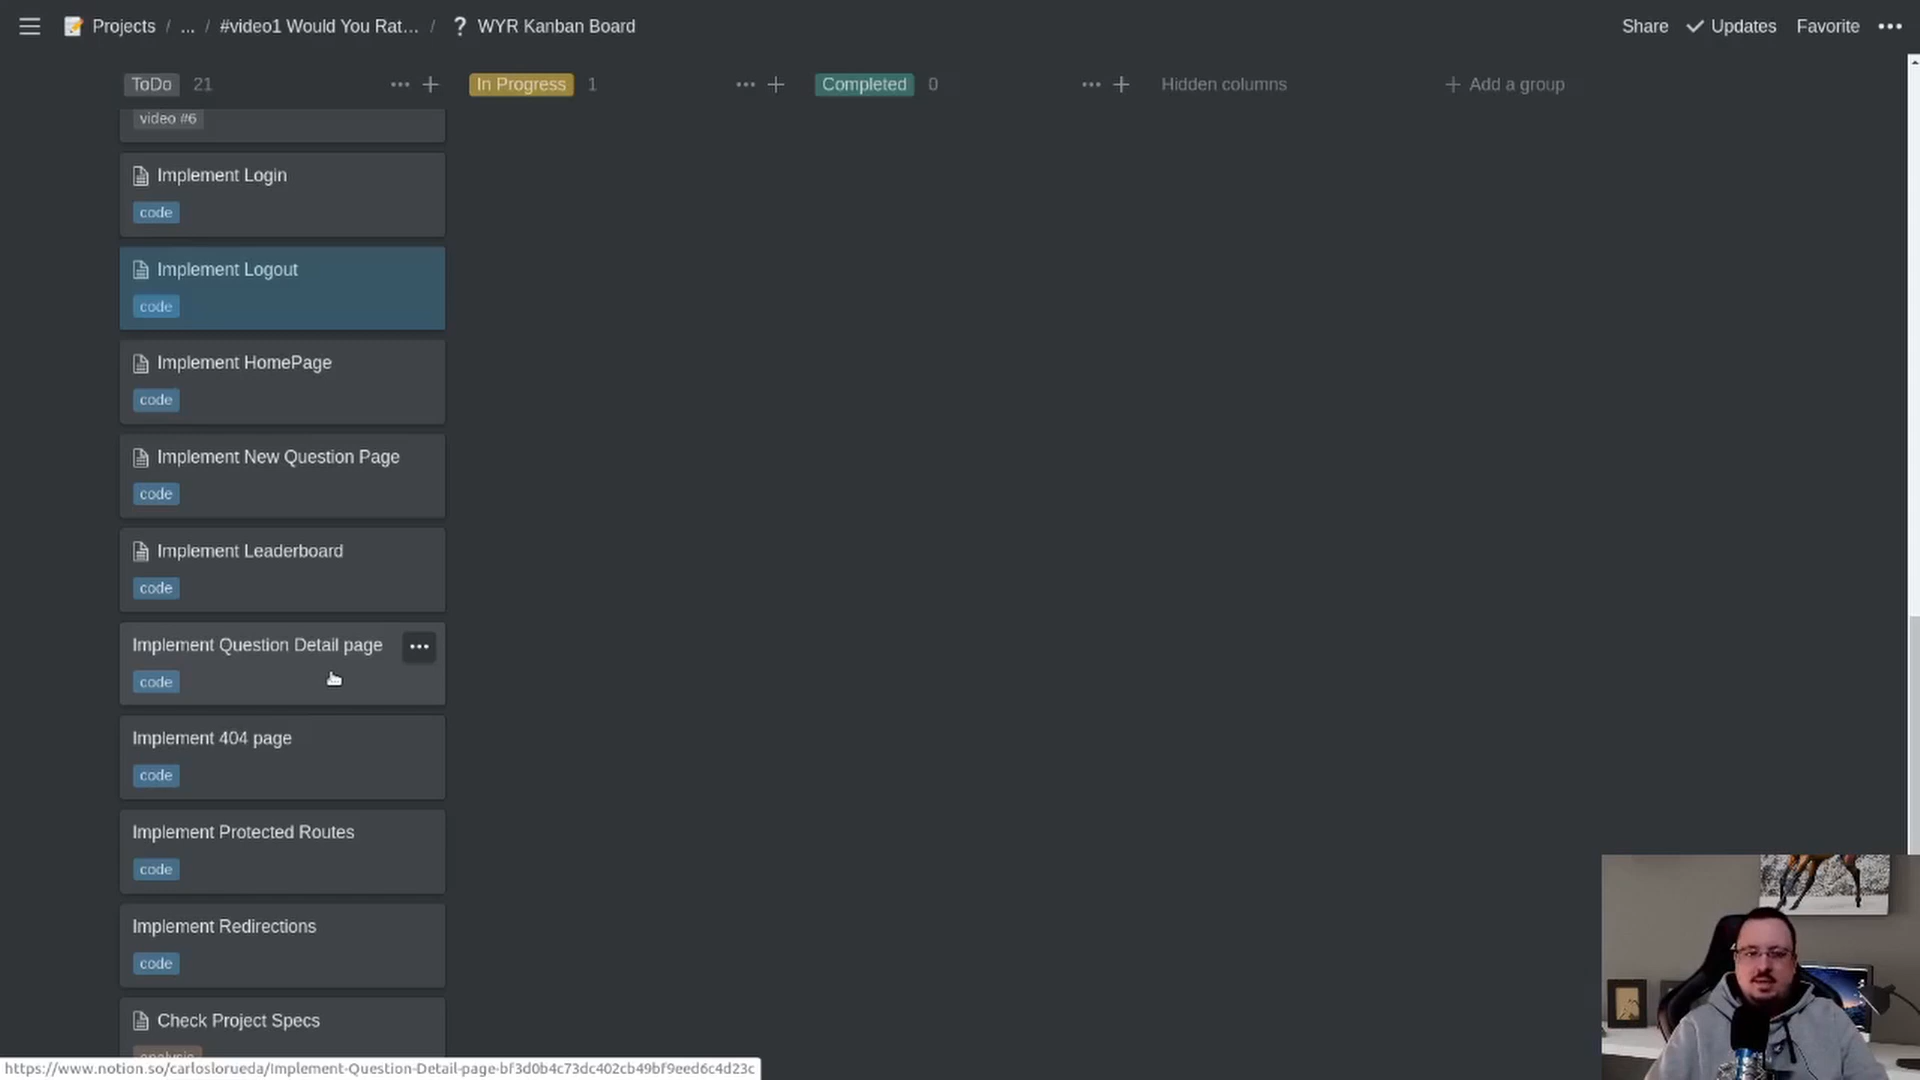 Projects / ... / #video1 Would You Rat... / ❓ WYR Kanban Board
Share Updates Favorite
ToDo 21
In Progress 1
Completed 0
Hidden columns
Add a group
video #6
Implement Login
code
Implement Logout
code
Implement HomePage
code
Implement New Question Page
code
Implement Leaderboard
code
Implement Question Detail page
code
Implement 404 page
code
Implement Protected Routes
code
Implement Redirections
code
Check Project Specs
analysis
https://www.notion.so/carloslorueda/Implement-Question-Detail-page-bf3d0b4c73dc402cb49bf9eed6c4d23c